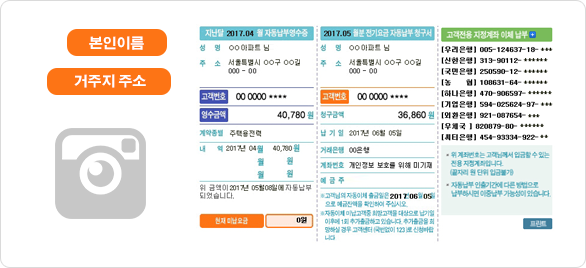 본인이름
거주지 주소
지난달 2017.04 월 자동납부영수증
성 명 ○○아파트 님
주 소 서울특별시 ○○구 ○○길
000 - 00
고객번호 00 0000 ****
영수금액 40,780 원
계약종별 주택용전력
내 역 2017년 04월 40,780원
월 원
월 원
위 금액이 2017년 05월08일에 자동납부
되었습니다.
현재 미납요금 0원
2017.05 월분 전기요금 자동납부 청구서
성 명 ○○아파트 님
주 소 서울특별시 ○○구 ○○길
000 - 00
고객번호 00 0000 ****
청구금액 36,860 원
납 기 일 2017년 06월 05일
거래은행 00은행
계좌번호 개인정보 보호를 위해 미기재
예 금 주
※고객님의 자동이체 출금일은 2017년06월05일
으로 예금잔액을 확인하여 주십시오.
※자동이체 미납고객중 희망고객을 대상으로 납기일
이후에 1회 추가출금하고 있습니다. 추가출금을 희
망하실 경우 고객센터 (국번없이 123 )로 신청바랍
니다
고객전용 지정계좌 이체 납부
[우리은행] 005-124637-18- ***
[신한은행] 313-90112- ******
[국민은행] 250590-12- ******
[농 협] 108631-64- ******
[하나은행] 470-906597- ******
[기업은행] 594-025624-97- ***
[외환은행] 921-087654- ***
[우체국 ] 820879-80- ******
[씨티은행] 454-93334-922- **
* 위 계좌번호는 고객님께서 입금할 수 있는
전용 지정계좌입니다.
(끝자리 원 단위 입금불가)
* 자동납부 인출기간에 다른 방법으로
납부하시면 이중납부 가능성이 있습니다.
프린트